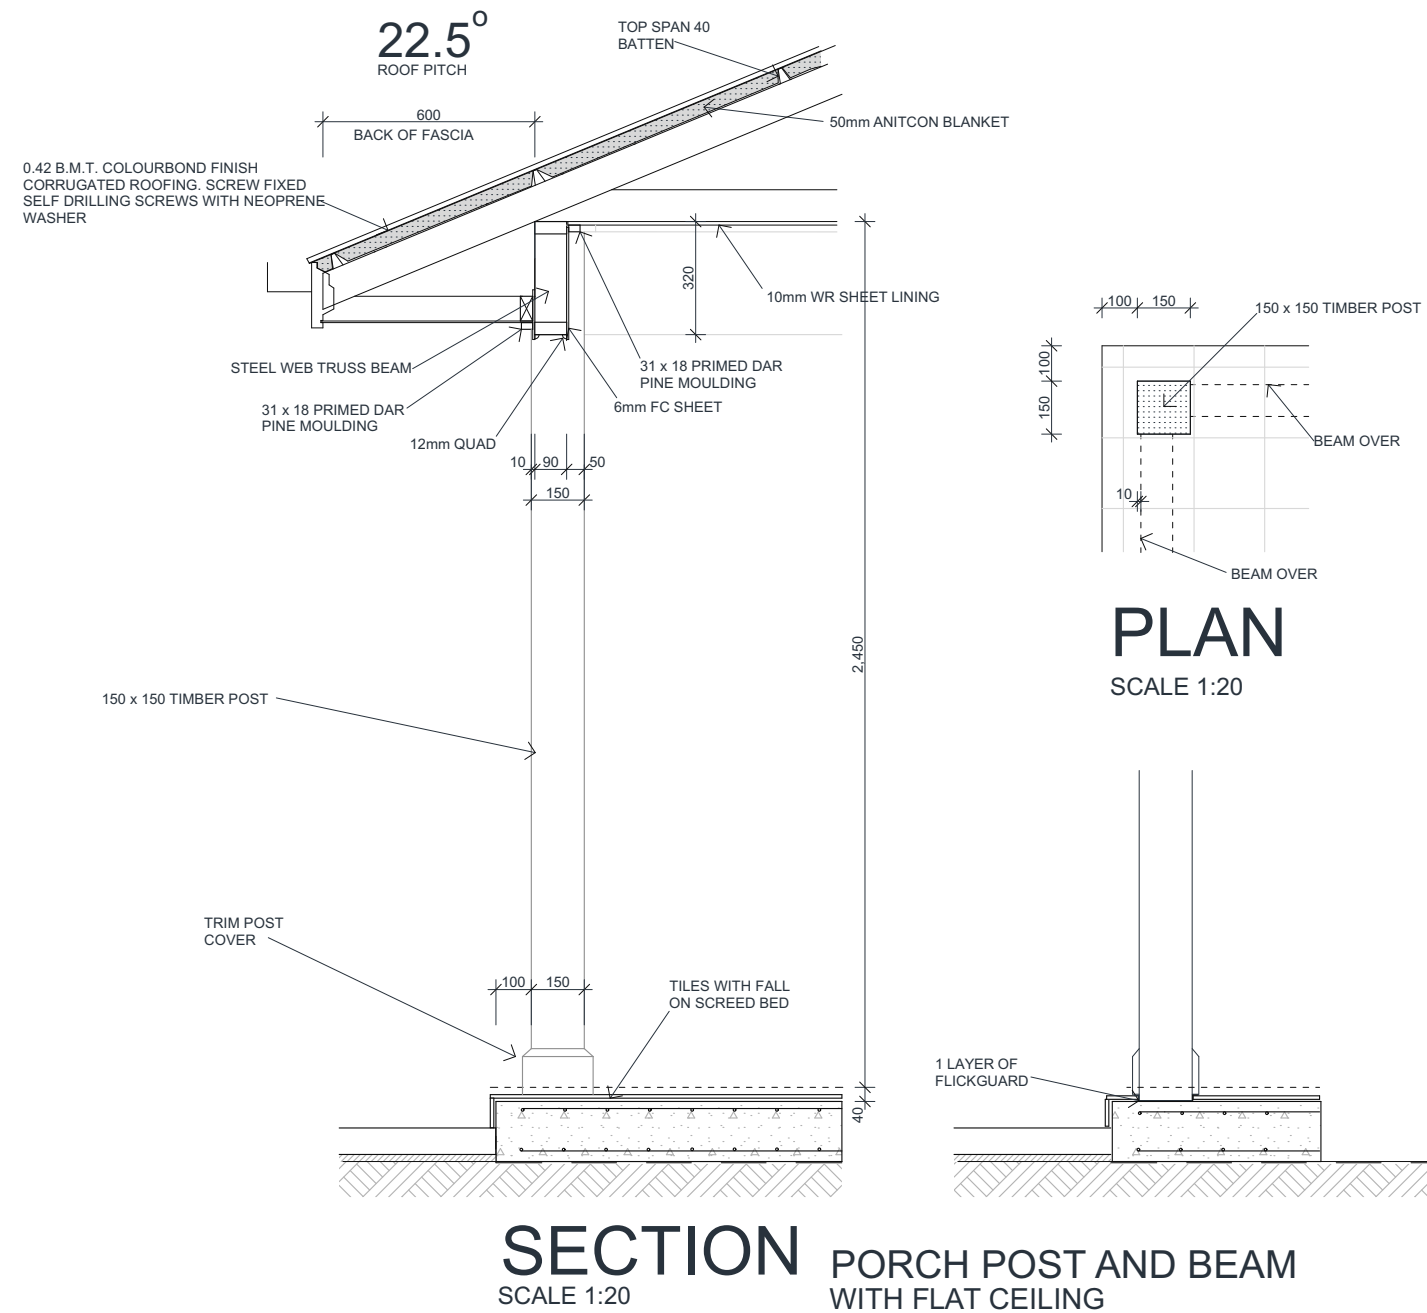 22.5°
ROOF PITCH
TOP SPAN 40
BATTEN
600
BACK OF FASCIA
50mm ANITCON BLANKET
0.42 B.M.T. COLOURBOND FINISH
CORRUGATED ROOFING. SCREW FIXED
SELF DRILLING SCREWS WITH NEOPRENE
WASHER
320
10mm WR SHEET LINING
STEEL WEB TRUSS BEAM
31 x 18 PRIMED DAR
PINE MOULDING
31 x 18 PRIMED DAR
PINE MOULDING
6mm FC SHEET
12mm QUAD
10 90 50
150
2,450
150 x 150 TIMBER POST
TRIM POST
COVER
100 150
TILES WITH FALL
ON SCREED BED
40
100 150
150 x 150 TIMBER POST
100
150
BEAM OVER
10
BEAM OVER
PLAN
SCALE 1:20
1 LAYER OF
FLICKGUARD
SECTION
SCALE 1:20
PORCH POST AND BEAM
WITH FLAT CEILING